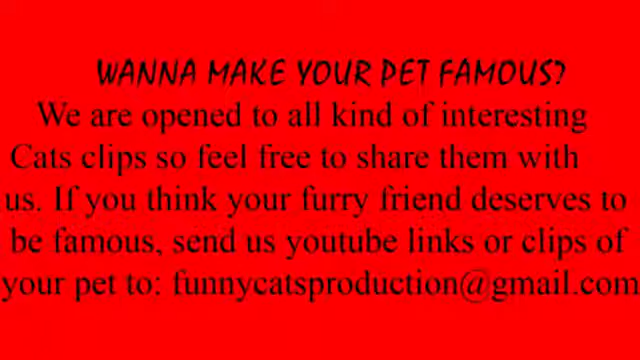 WANNA MAKE YOUR PET FAMOUS?
We are opened to all kind of interesting
Cats clips so feel free to share them with
us. If you think your furry friend deserves to
be famous, send us youtube links or clips of
your pet to: funnycatsproduction@gmail.com